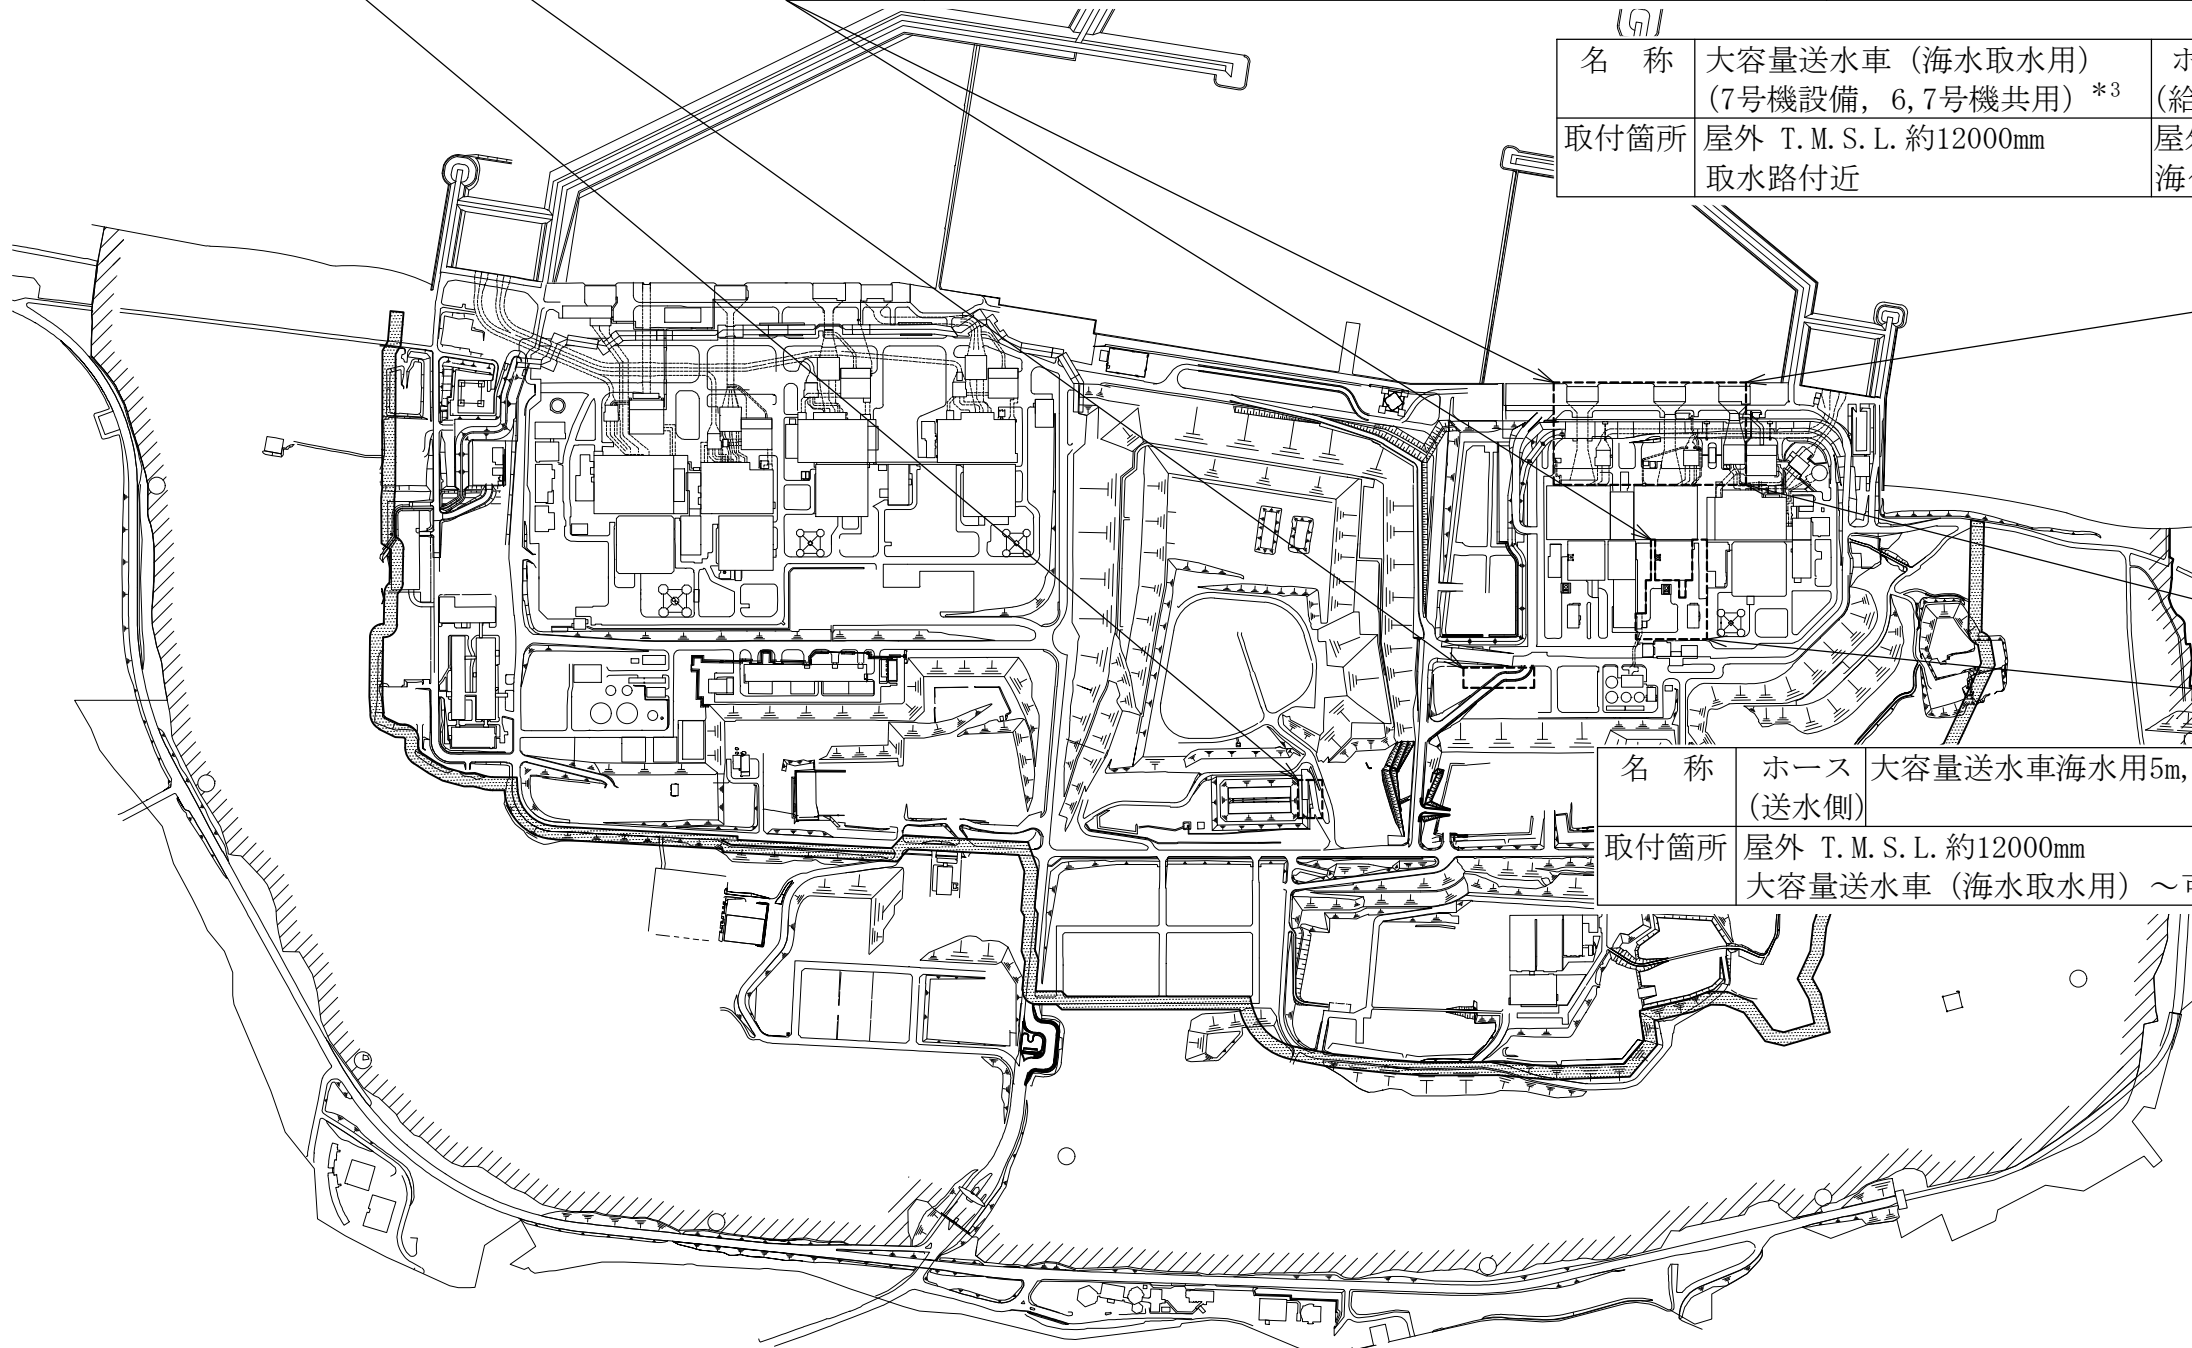 名　称
大容量送水車（海水取水用）
(7号機設備, 6,7号機共用) *3
(給
取付箇所
屋外 T.M.S.L.約12000mm
取水路付近
名　称
ホース
(送水側)
大容量送水車海水用5m,
取付箇所
屋外 T.M.S.L.約12000mm
大容量送水車（海水取水用）～